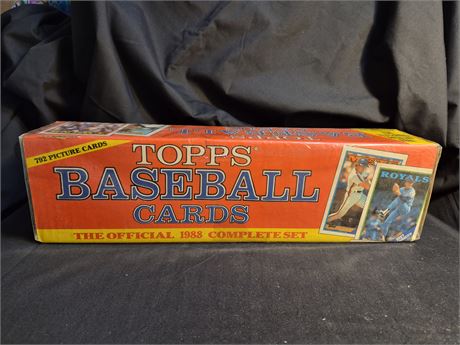 792 PICTURE CARDS
TOPPS®
BASEBALL
CARDS
THE OFFICIAL 1988 COMPLETE SET
ROYALS